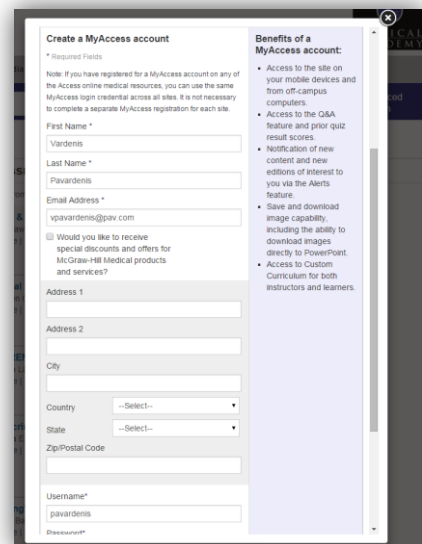 Create a MyAccess account
* Required Fields
Note: If you have registered for a MyAccess account on any of
the Access online medical resources, you can use the same
MyAccess login credential across all sites. It is not necessary
to complete a separate MyAccess registration for each site.
First Name *
Vardenis
Last Name *
Pavardenis
Email Address *
vpavardenis@pav.com
Would you like to receive
special discounts and offers for
McGraw-Hill Medical products
and services?
Address 1
Address 2
City
Country --Select--
State --Select--
Zip/Postal Code
Username*
pavardenis
Password*
Benefits of a
MyAccess account:
• Access to the site on
your mobile devices and
from off-campus
computers.
• Access to the Q&A
feature and prior quiz
result scores.
• Notification of new
content and new
editions of interest to
you via the Alerts
feature.
• Save and download
image capability,
including the ability to
download images
directly to PowerPoint.
• Access to Custom
Curriculum for both
instructors and learners.